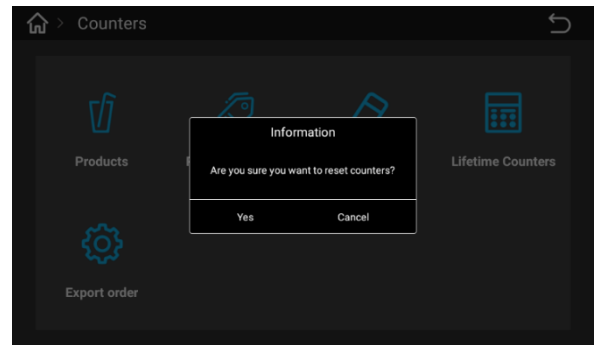 > Counters
Information
Are you sure you want to reset counters?
Yes
Cancel
Products
Lifetime Counters
Export order